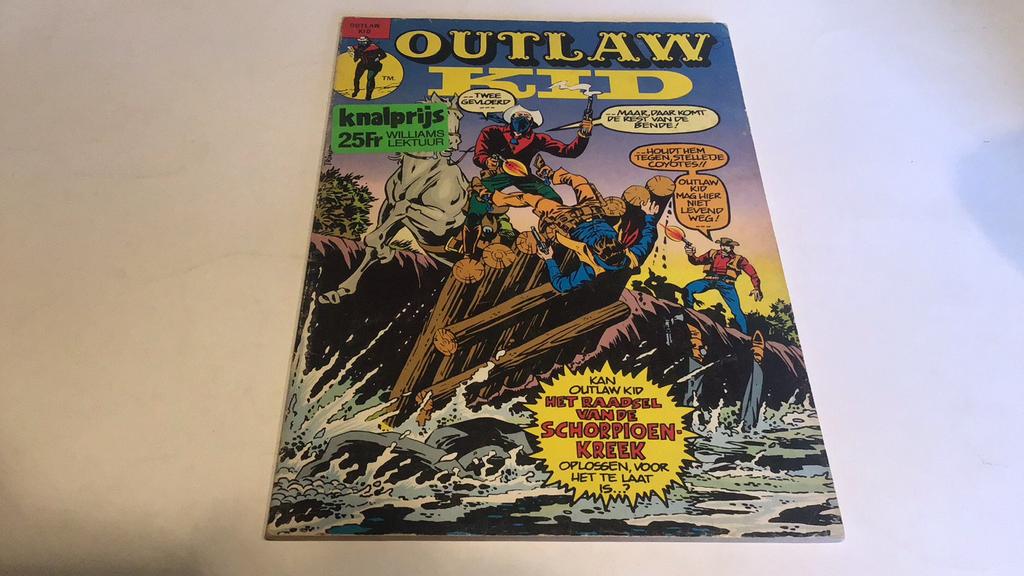 OUTLAW
KID
OUTLAW
KID
TM.
knalprijs
25Fr WILLIAMS
LEKTUUR
...TWEE
GEVLOERD
---
...MAAR, DAAR KOMT
DE REST VAN DE
BENDE!
...HOUDT HEM
TEGEN, STELLETJE
COYOTES!!
OUTLAW
KID
MAG HIER
NIET
LEVEND
WEG!
---
KAN
OUTLAW KID
HET RAADSEL
VAN DE
SCHORPIOEN-
KREEK
OPLOSSEN, VOOR
HET TE LAAT
IS..?